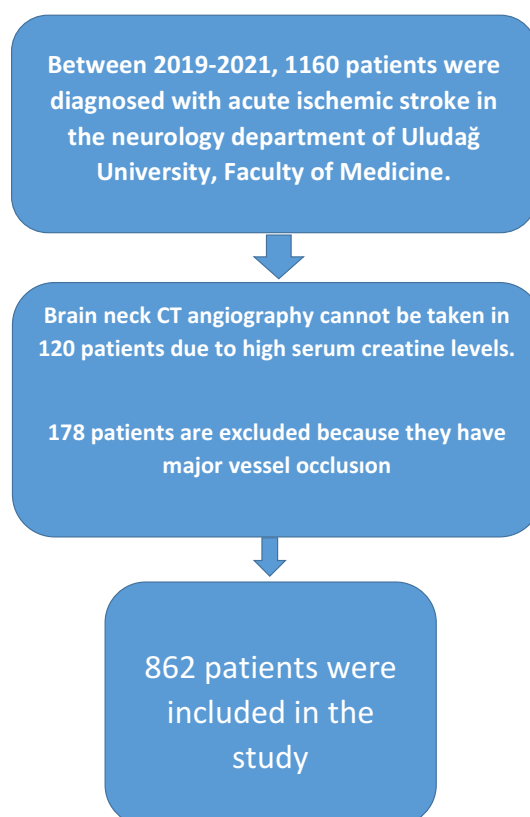 Between 2019-2021, 1160 patients were
diagnosed with acute ischemic stroke in
the neurology department of Uludağ
University, Faculty of Medicine.
Brain neck CT angiography cannot be taken in
120 patients due to high serum creatine levels.
178 patients are excluded because they have
major vessel occlusıon
862 patients were
included in the
study